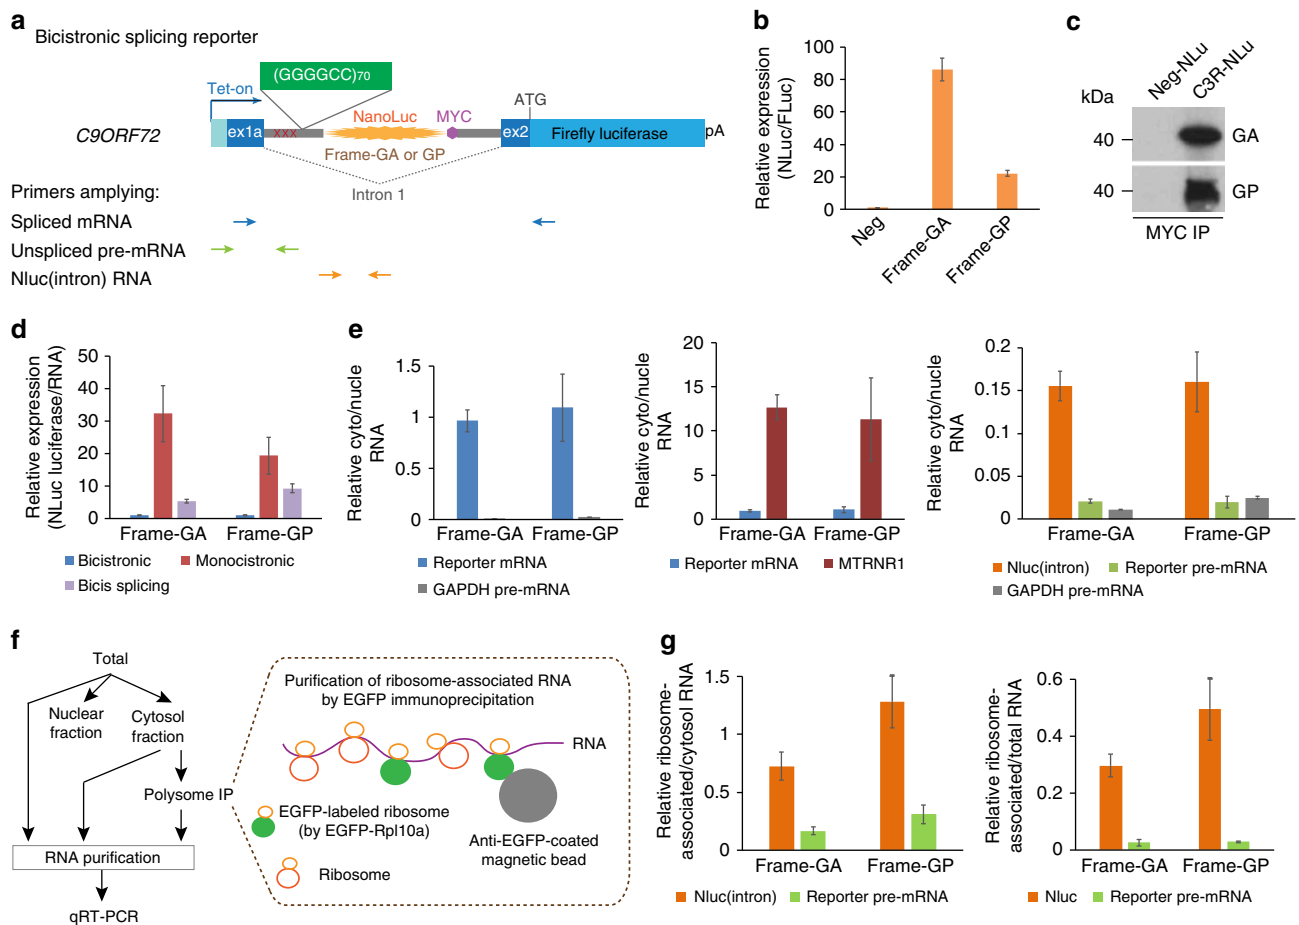 a
Bicistronic splicing reporter
(GGGGCC)70
Tet-on
C9ORF72
ex1a
xxx
NanoLuc
MYC
ATG
ex2
Firefly luciferase
pA
Frame-GA or GP
Intron 1
Primers amplying:
Spliced mRNA
Unspliced pre-mRNA
Nluc(intron) RNA
b
Relative expression
(NLuc/FLuc)
100
80
60
40
20
0
Neg
Frame-GA
Frame-GP
c
Neg-NLu
C3R-NLu
kDa
40
GA
40
GP
MYC IP
d
Relative expression
(NLuc luciferase/RNA)
50
40
30
20
10
0
Frame-GA
Frame-GP
Bicistronic
Monocistronic
Bicis splicing
e
Relative cyto/nucle
RNA
1.5
1
0.5
0
Frame-GA
Frame-GP
Reporter mRNA
GAPDH pre-mRNA
Relative cyto/nucle
RNA
20
15
10
5
0
Frame-GA
Frame-GP
Reporter mRNA
MTRNR1
Relative cyto/nucle
RNA
0.2
0.15
0.1
0.05
0
Frame-GA
Frame-GP
Nluc(intron)
Reporter pre-mRNA
GAPDH pre-mRNA
f
Total
Nuclear
fraction
Cytosol
fraction
Polysome IP
RNA purification
qRT-PCR
Purification of ribosome-associated RNA
by EGFP immunoprecipitation
RNA
EGFP-labeled ribosome
(by EGFP-Rpl10a)
Anti-EGFP-coated
magnetic bead
Ribosome
g
Relative ribosome-
associated/cytosol RNA
1.5
1
0.5
0
Frame-GA
Frame-GP
Nluc(intron)
Reporter pre-mRNA
Relative ribosome-
associated/total RNA
0.6
0.4
0.2
0
Frame-GA
Frame-GP
Nluc
Reporter pre-mRNA